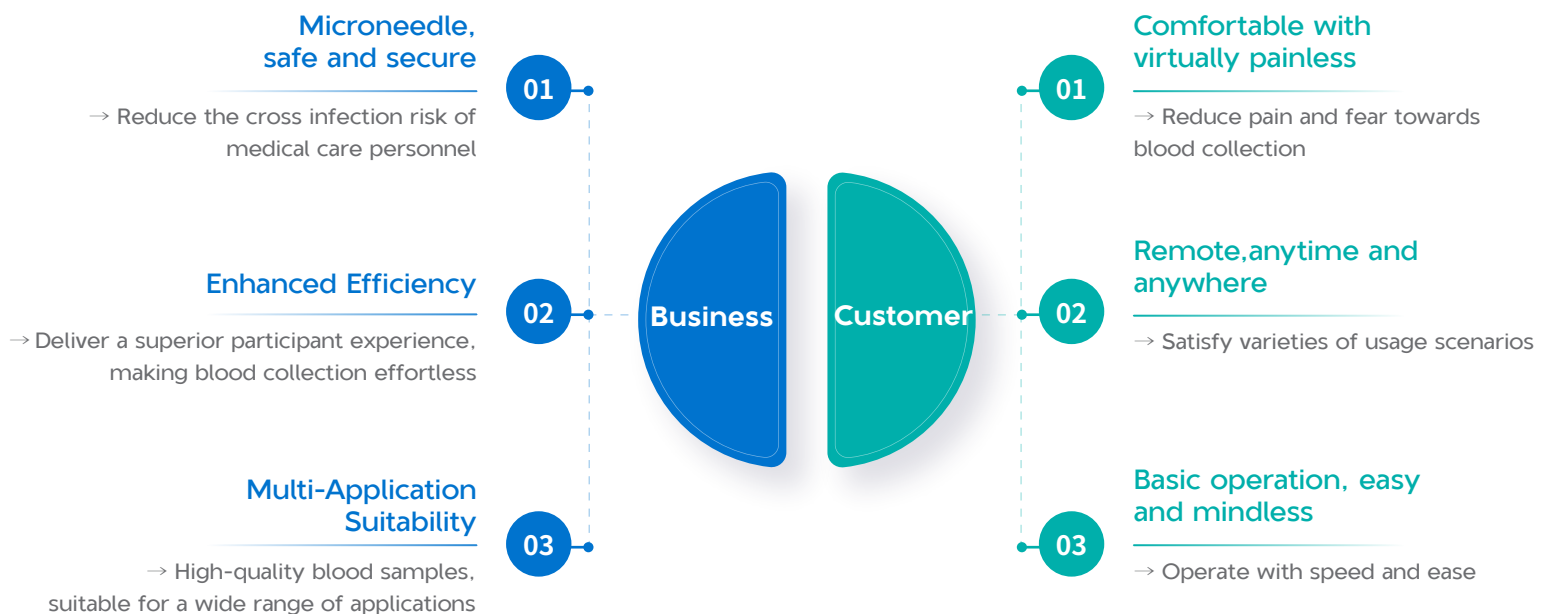 Microneedle,
safe and secure
01
→ Reduce the cross infection risk of
medical care personnel
Enhanced Efficiency
02
→ Deliver a superior participant experience,
making blood collection effortless
Multi-Application
Suitability
03
→ High-quality blood samples,
suitable for a wide range of applications
Business
Customer
Comfortable with
virtually painless
01
→ Reduce pain and fear towards
blood collection
Remote,anytime and
anywhere
02
→ Satisfy varieties of usage scenarios
Basic operation, easy
and mindless
03
→ Operate with speed and ease